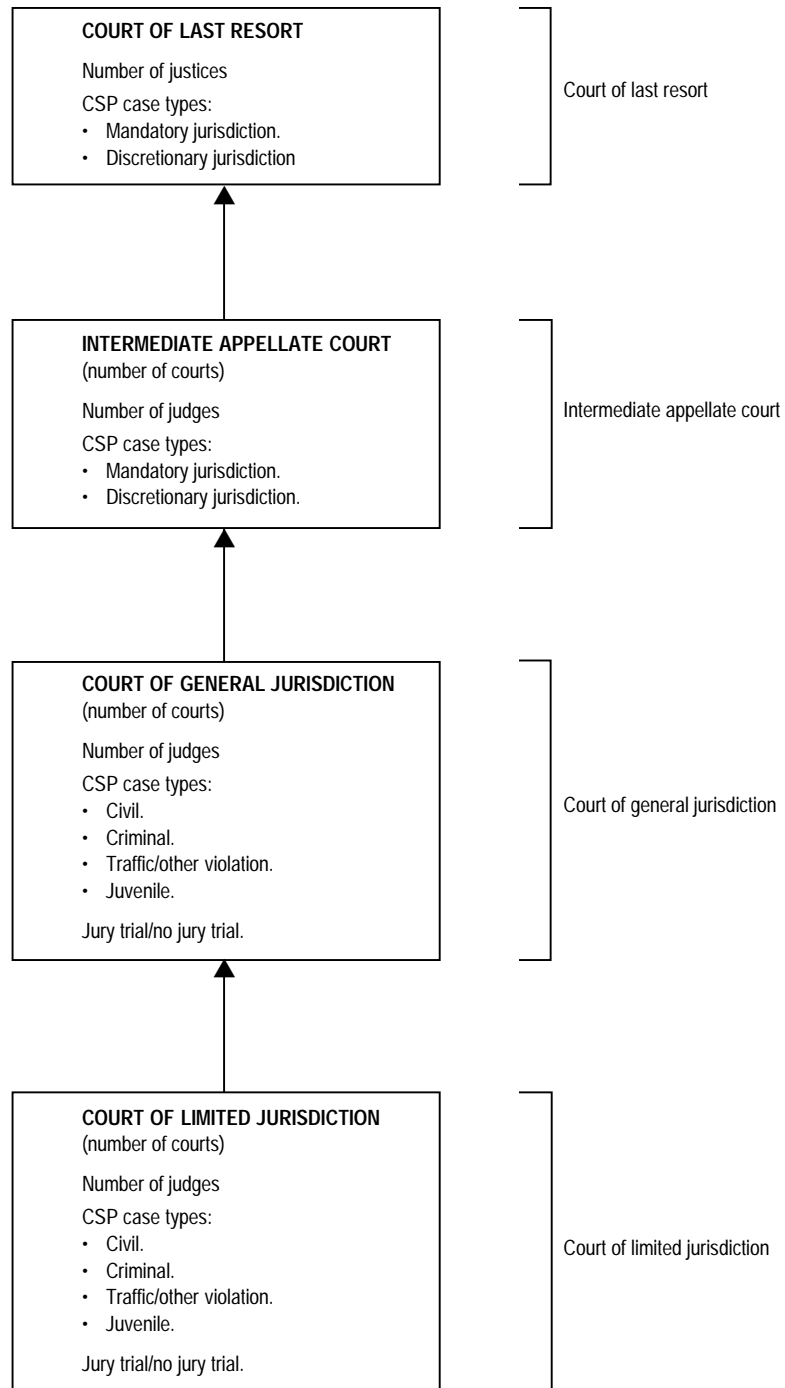 COURT OF LAST RESORT
Number of justices
CSP case types:
• Mandatory jurisdiction.
• Discretionary jurisdiction
Court of last resort
INTERMEDIATE APPELLATE COURT
(number of courts)
Number of judges
CSP case types:
• Mandatory jurisdiction.
• Discretionary jurisdiction.
Intermediate appellate court
COURT OF GENERAL JURISDICTION
(number of courts)
Number of judges
CSP case types:
• Civil.
• Criminal.
• Traffic/other violation.
• Juvenile.
Jury trial/no jury trial.
Court of general jurisdiction
COURT OF LIMITED JURISDICTION
(number of courts)
Number of judges
CSP case types:
• Civil.
• Criminal.
• Traffic/other violation.
• Juvenile.
Jury trial/no jury trial.
Court of limited jurisdiction